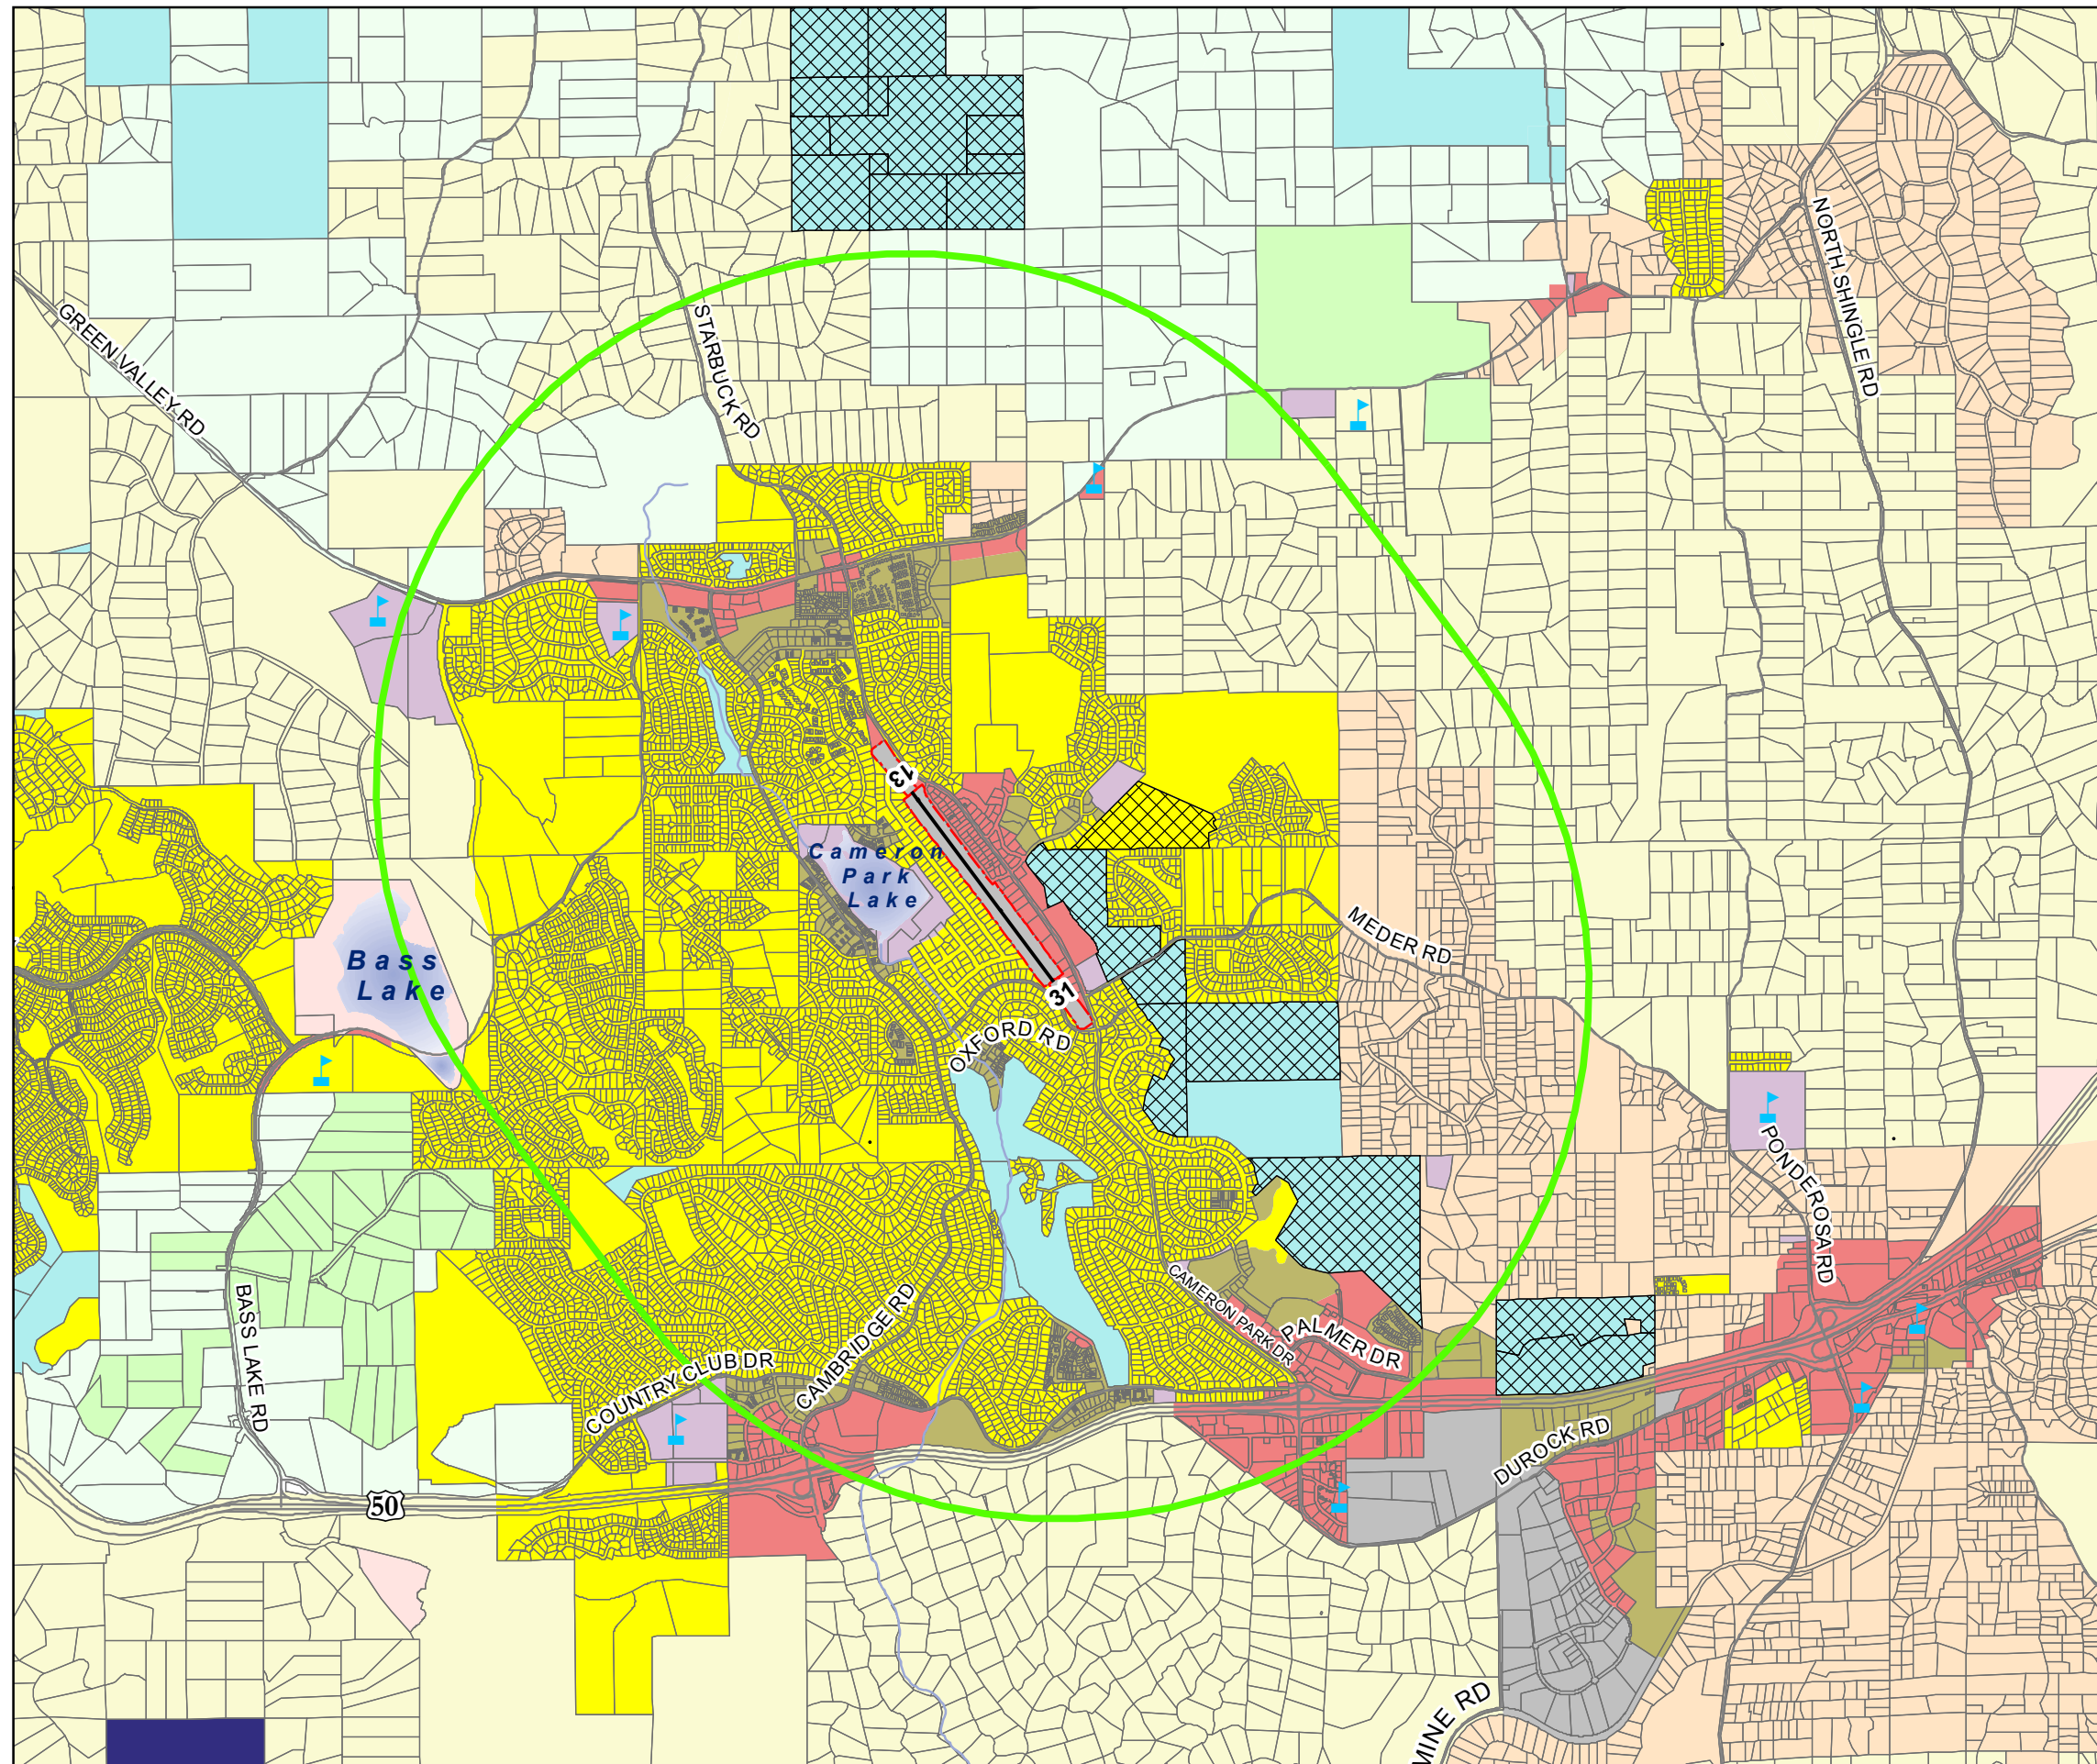 NORTH SHINGLE RD
GREEN VALLEY RD
STARBUCK RD
13
Cameron
Park
Lake
MEDER RD
Bass
Lake
31
OXFORD RD
PONDEROSA RD
BASS LAKE RD
CAMERON PARK DR
PALMER DR
CAMBRIDGE RD
COUNTRY CLUB DR
DUROCK RD
50
MINE RD